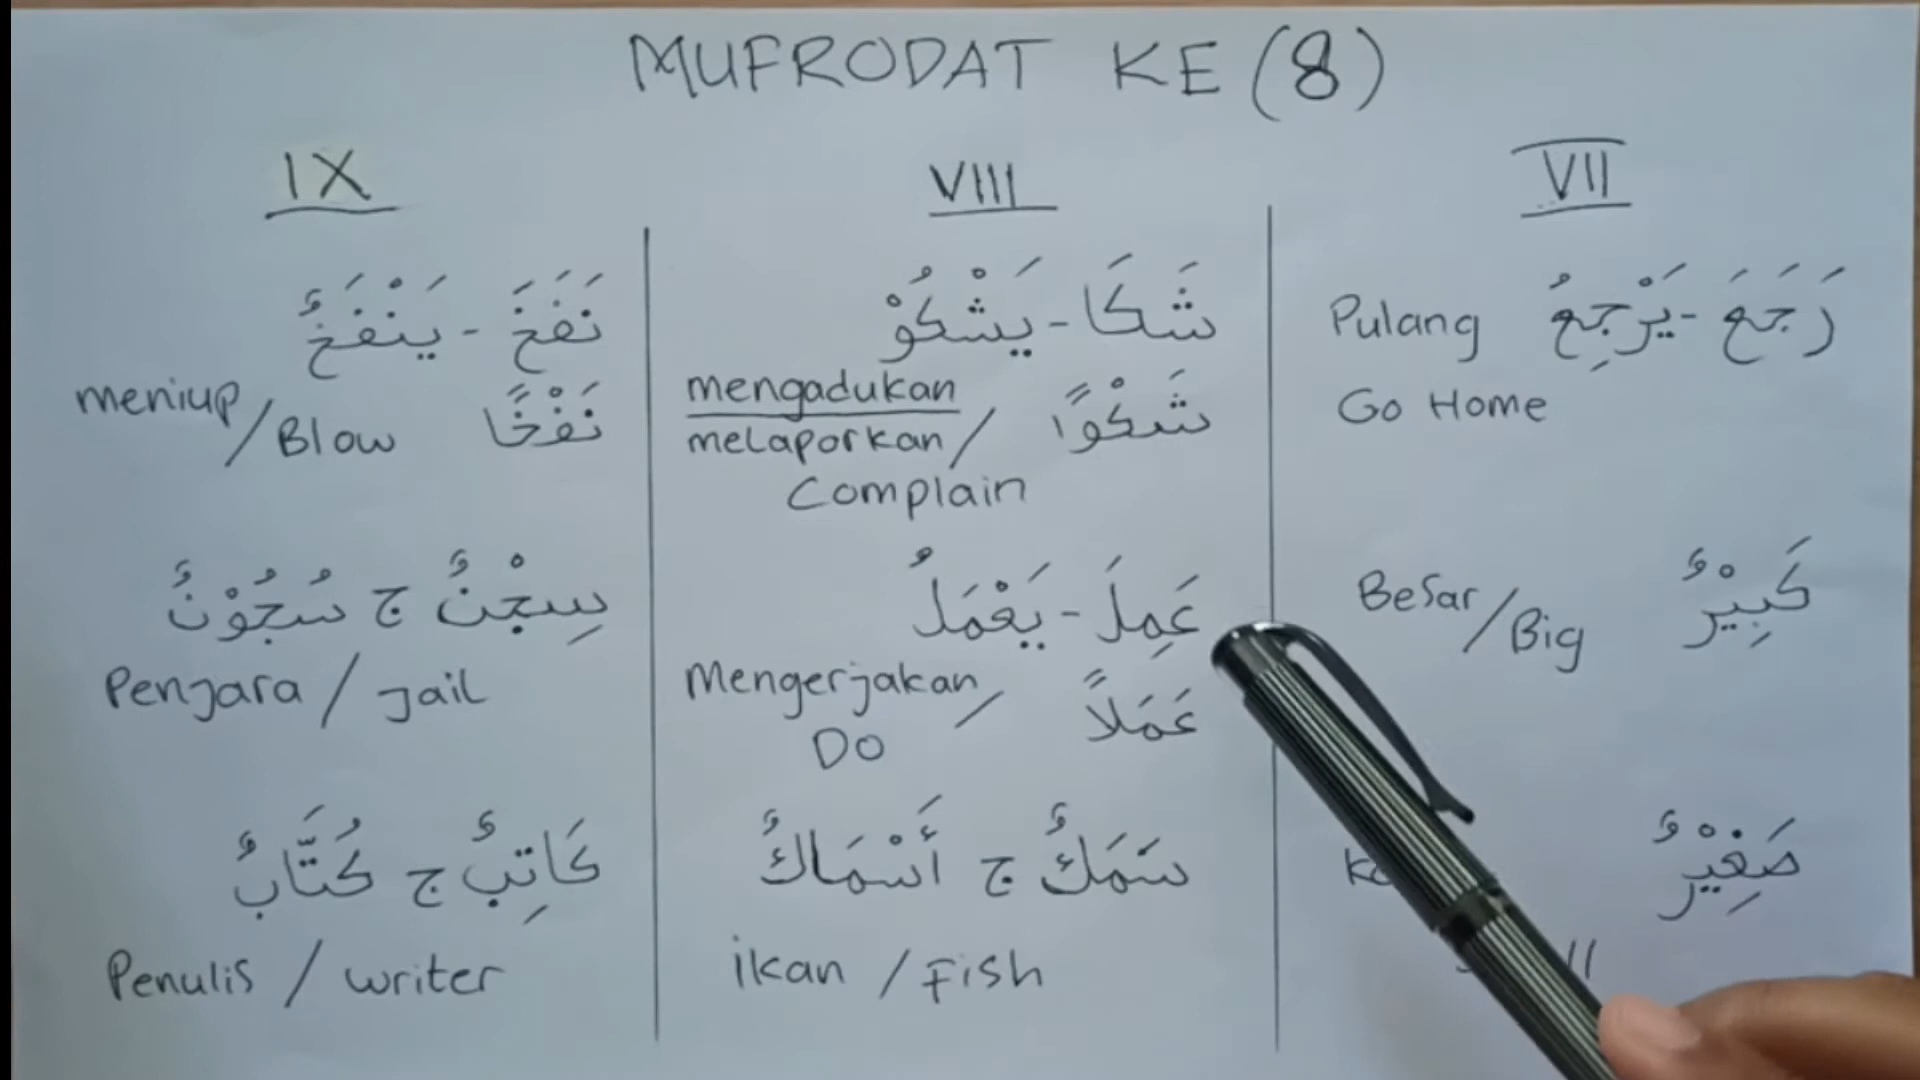 MUFRODAT KE (8)
IX
نَفَخَ - يَنْفَخُ
meniup / Blow نَفْخًا
سِجْنٌ ج سُجُوْنٌ
Penjara / Jail
كَاتِبٌ ج كُتَّابٌ
Penulis / writer
VIII
شَكَا - يَشْكُوْ
mengadukan
melaporkan / شَكْوًا
Complain
عَمِلَ - يَعْمَلُ
Mengerjakan / عَمَلاً
Do
سَمَكٌ ج أَسْمَاكٌ
ikan / Fish
VII
Pulang رَجَعَ - يَرْجِعُ
Go Home
Besar / Big كَبِيْرٌ
صَغِيْرٌ